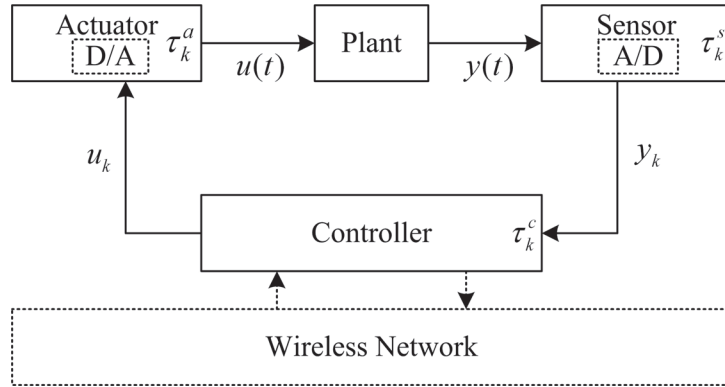 Actuator
D/A
τ_k^a
u(t)
Plant
y(t)
Sensor
A/D
τ_k^s
u_k
y_k
Controller
τ_k^c
Wireless Network